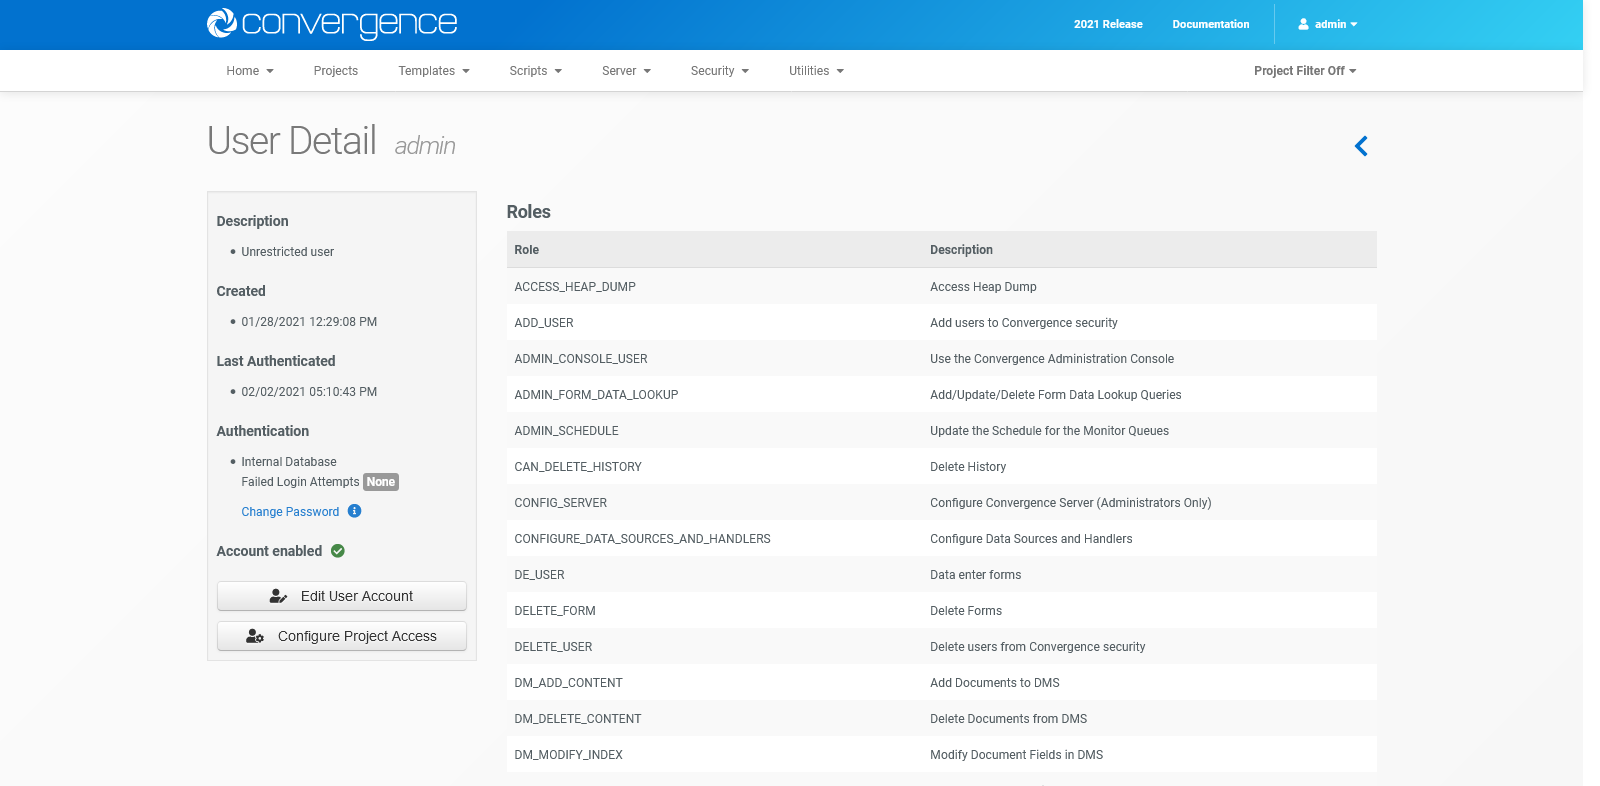 convergence
2021 Release Documentation admin
Home Projects Templates Scripts Server Security Utilities Project Filter Off
User Detail admin
Description
• Unrestricted user
Created
• 01/28/2021 12:29:08 PM
Last Authenticated
• 02/02/2021 05:10:43 PM
Authentication
• Internal Database
Failed Login Attempts None
Change Password
Account enabled
Edit User Account
Configure Project Access
Roles
Role Description
ACCESS_HEAP_DUMP Access Heap Dump
ADD_USER Add users to Convergence security
ADMIN_CONSOLE_USER Use the Convergence Administration Console
ADMIN_FORM_DATA_LOOKUP Add/Update/Delete Form Data Lookup Queries
ADMIN_SCHEDULE Update the Schedule for the Monitor Queues
CAN_DELETE_HISTORY Delete History
CONFIG_SERVER Configure Convergence Server (Administrators Only)
CONFIGURE_DATA_SOURCES_AND_HANDLERS Configure Data Sources and Handlers
DE_USER Data enter forms
DELETE_FORM Delete Forms
DELETE_USER Delete users from Convergence security
DM_ADD_CONTENT Add Documents to DMS
DM_DELETE_CONTENT Delete Documents from DMS
DM_MODIFY_INDEX Modify Document Fields in DMS